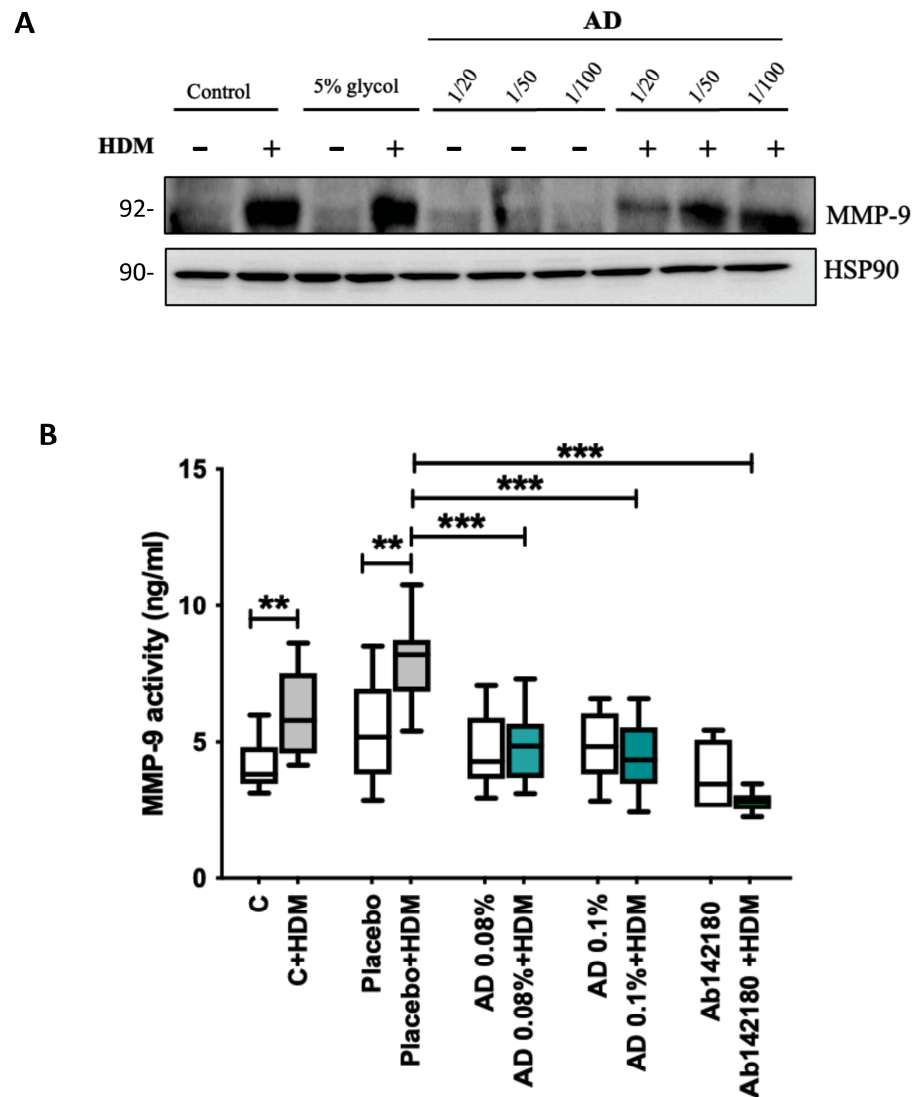 A
AD
Control 5% glycol 1/20 1/50 1/100 1/20 1/50 1/100
HDM - + - + - - - + + +
92- MMP-9
90- HSP90
B
15
10
5
0
MMP-9 activity (ng/ml)
***
***
***
**
**
C
C+HDM
Placebo
Placebo+HDM
AD 0.08%
AD 0.08%+HDM
AD 0.1%
AD 0.1%+HDM
Ab142180
Ab142180 +HDM